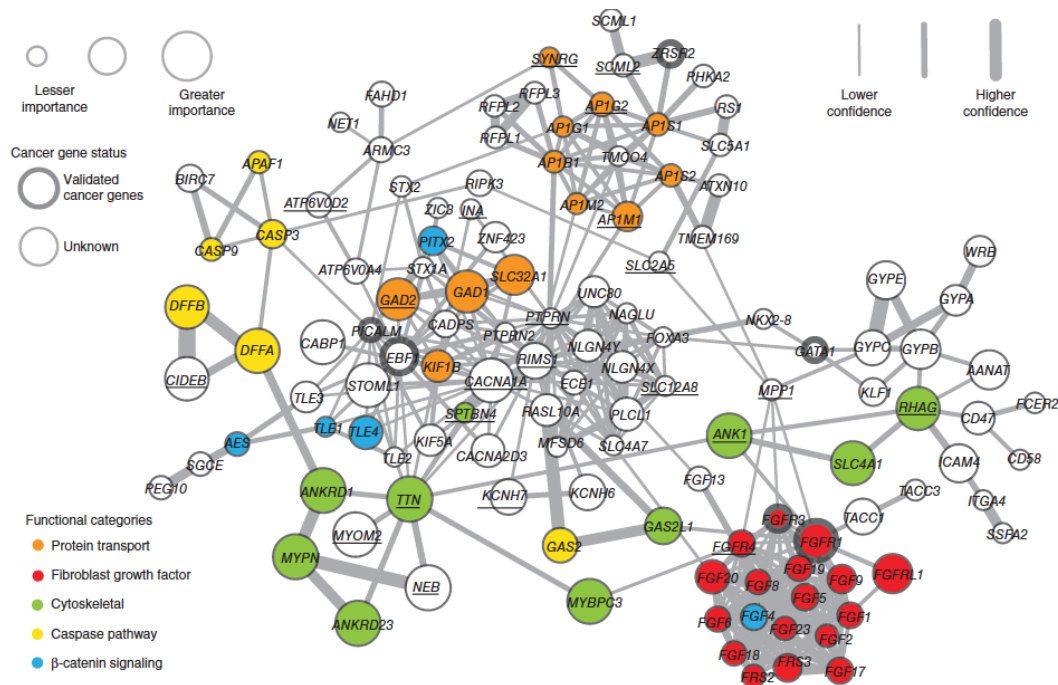 Lesser
importance
Greater
importance
Cancer gene status
Validated
cancer genes
Unknown
Lower
confidence
Higher
confidence
SCML1
ZRSR2
SYNRG
SCML2
PHKA2
FAHD1
RFPL3
RFPL2
AP1G2
RS1
NET1
AP1G1
AP1S1
RFPL1
ARMC3
SLC5A1
APAF1
TMCO4
BIRC7
AP1B1
AP1S2
STX2
RIPK3
ATXN10
ATP6V0D2
ZIC3
INA
AP1M2
AP1M1
CASP3
PITX2
ZNF423
TMEM169
CASP9
WRB
SLC2A5
GYPE
ATP6V0A4
STX1A
SLC32A1
GAD1
UNC80
GYPA
DFFB
GAD2
NAGLU
PTPRN
NKX2-8
PICALM
CADPS
PTPRN2
FOXA3
CABP1
NLGN4Y
GYPB
DFFA
EBF1
RIMS1
GATA1
GYPC
KIF1B
NLGN4X
AANAT
CIDEB
STOML1
CACNA1A
ECE1
SLC12A8
MPP1
KLF1
TLE3
SPTBN4
RASL10A
PLCL1
RHAG
FCER2
CD47
TLE1
TLE4
ANK1
AES
KIF5A
MFSD6
SLC4A7
TLE2
CACNA2D3
SLC4A1
CD58
SGCE
ICAM4
FGF13
PEG10
ANKRD1
KCNH7
KCNH6
TACC3
TTN
ITGA4
TACC1
FGFR3
GAS2L1
MYOM2
SSFA2
FGFR4
FGFR1
GAS2
MYPN
FGF19
FGF20
FGF8
FGF9
FGFRL1
NEB
FGF5
MYBPC3
FGF6
FGF4
FGF1
ANKRD23
FGF23
FGF2
FGF18
FRS3
FRS2
FGF17
Functional categories
Protein transport
Fibroblast growth factor
Cytoskeletal
Caspase pathway
β-catenin signaling